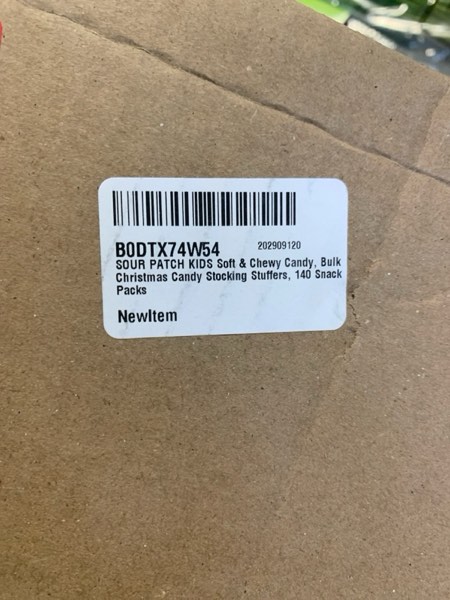 B0DTX74W54 202909120
SOUR PATCH KIDS Soft & Chewy Candy, Bulk
Christmas Candy Stocking Stuffers, 140 Snack
Packs
NewItem